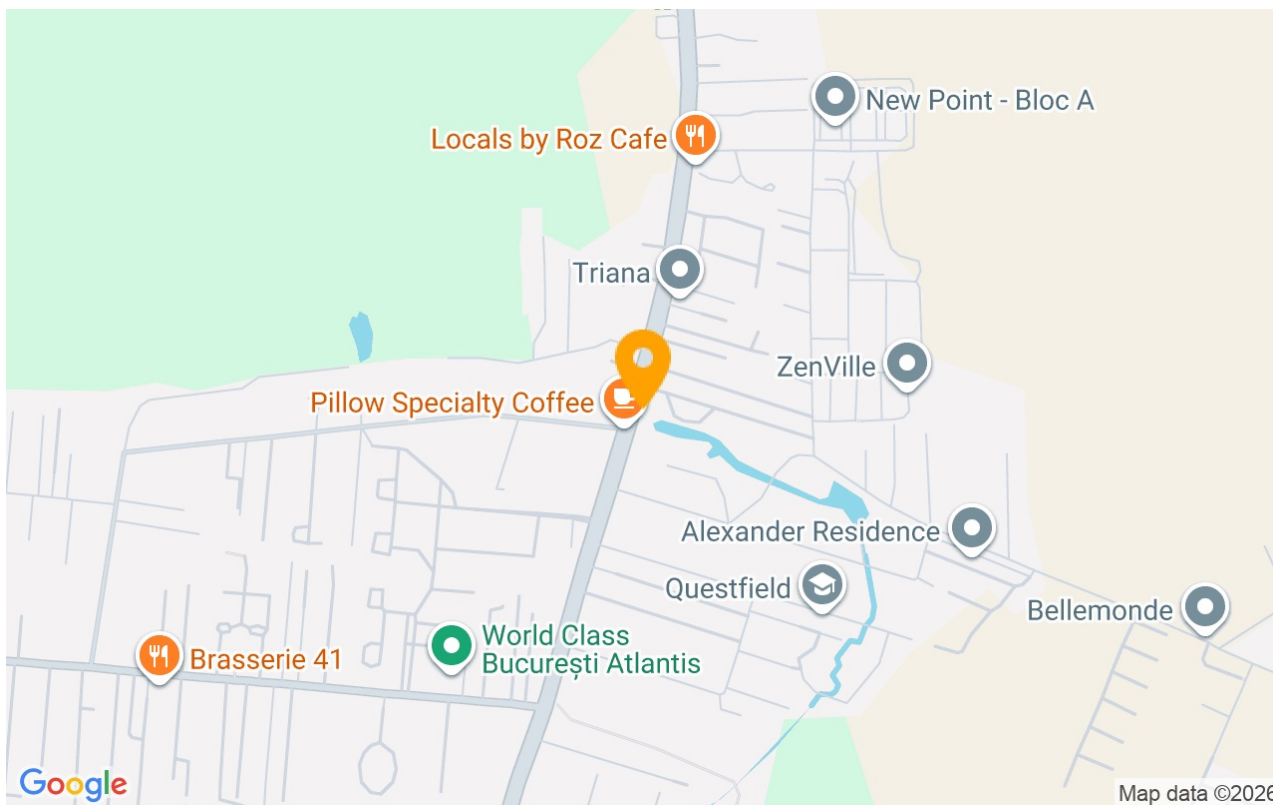 New Point - Bloc A
Locals by Roz Cafe
Triana
ZenVille
Pillow Specialty Coffee
Alexander Residence
Questfield
Bellemonde
World Class
București Atlantis
Brasserie 41
Google
Map data ©2026